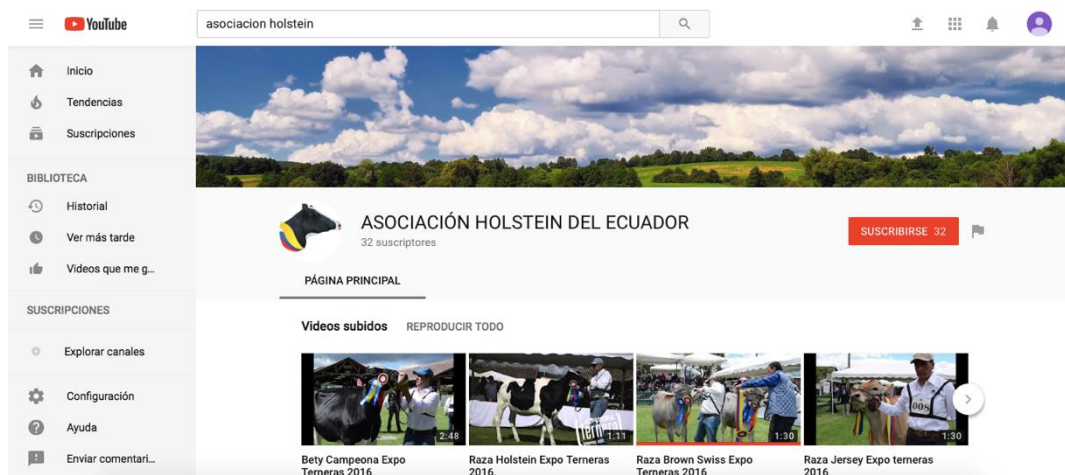 YouTube
asociacion holstein
Inicio
Tendencias
Suscripciones
BIBLIOTECA
Historial
Ver más tarde
Videos que me g...
SUSCRIPCIONES
Explorar canales
Configuración
Ayuda
Enviar comentari...
ASOCIACIÓN HOLSTEIN DEL ECUADOR
32 suscriptores
SUSCRIBIRSE 32
PÁGINA PRINCIPAL
Videos subidos REPRODUCIR TODO
2:48
Ternera
1:11
1:30
008
1:30
Bety Campeona Expo
Terneras 2016
Raza Holstein Expo Terneras
2016.
Raza Brown Swiss Expo
Terneras 2016
Raza Jersey Expo terneras
2016